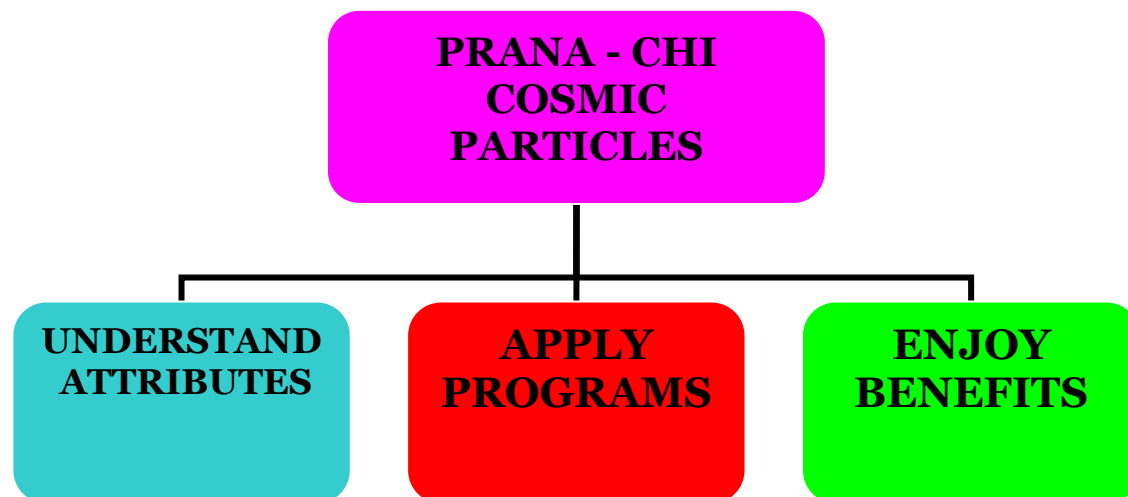 PRANA - CHI
COSMIC
PARTICLES
UNDERSTAND
ATTRIBUTES
APPLY
PROGRAMS
ENJOY
BENEFITS